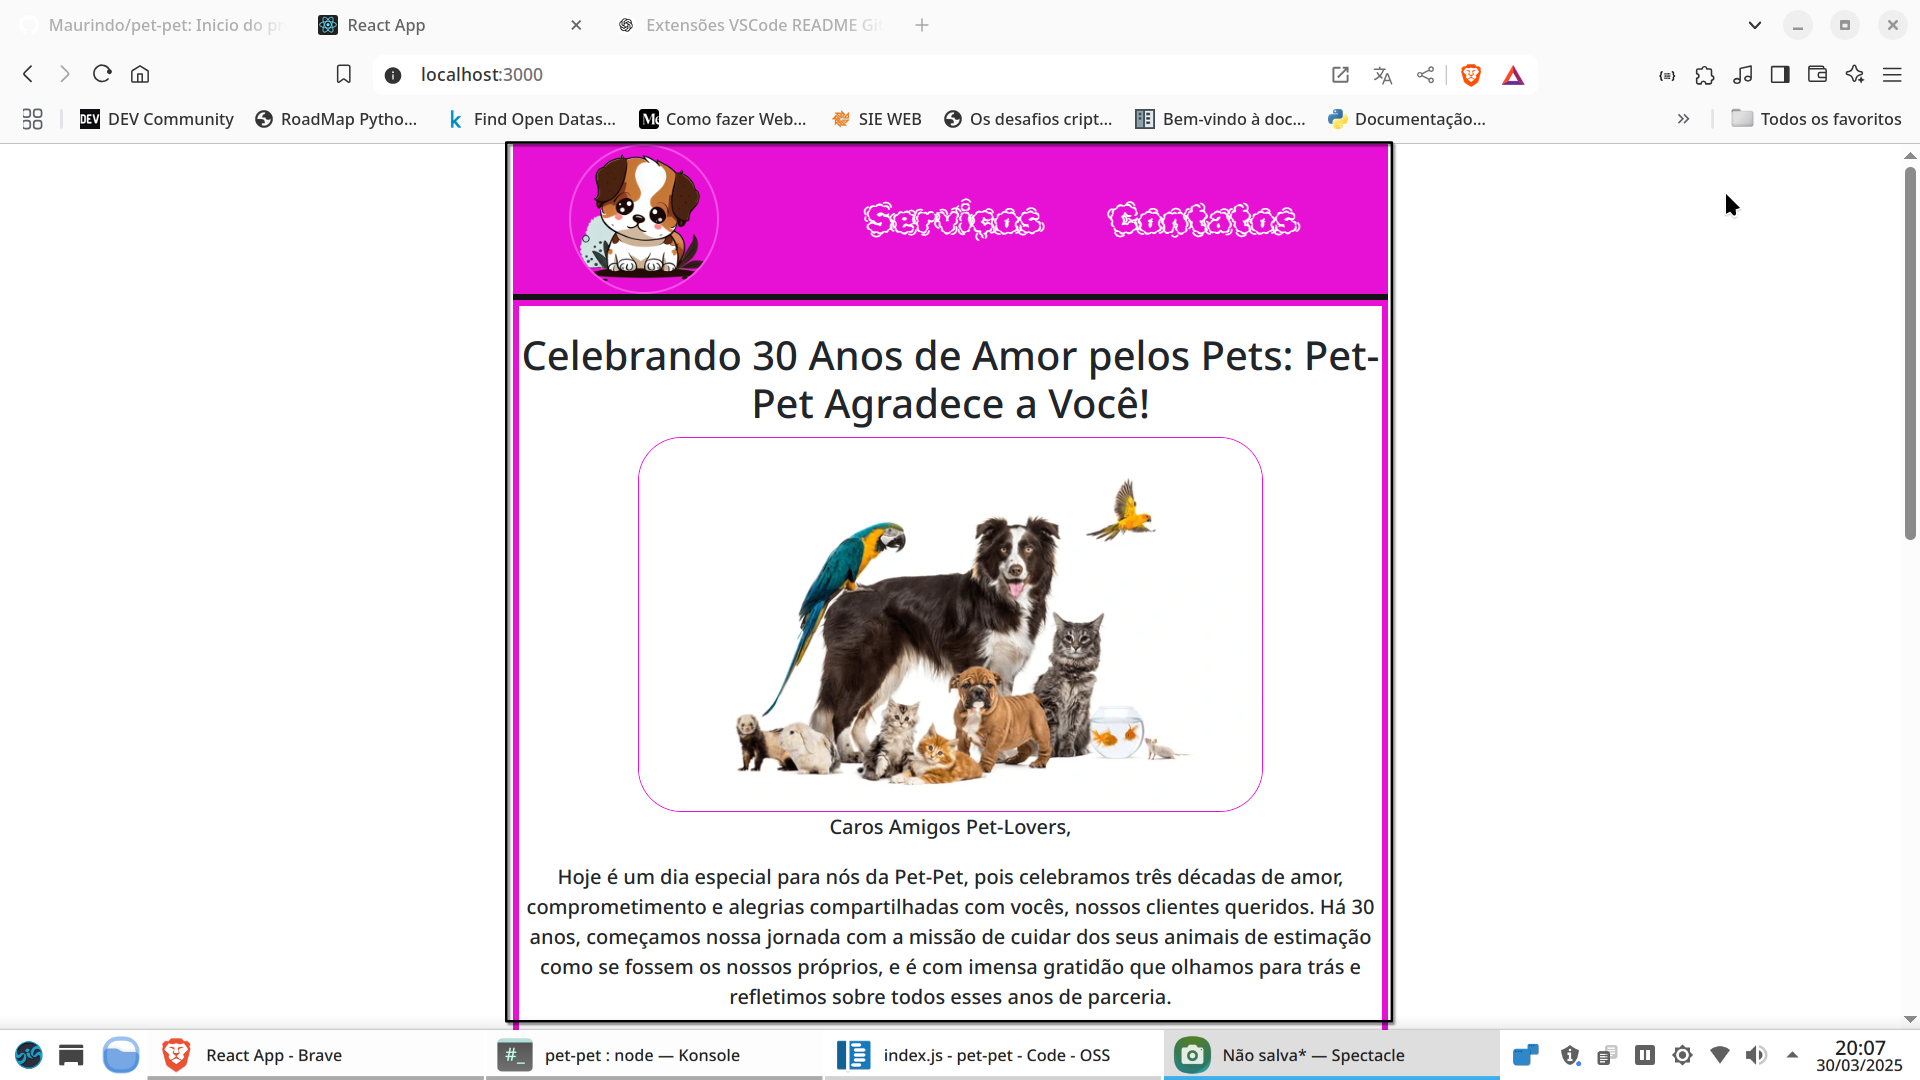 Maurindo/pet-pet: Inicio do pr
React App
Extensões VSCode README Gi
localhost:3000
DEV Community
RoadMap Pytho...
Find Open Datas...
Como fazer Web...
SIE WEB
Os desafios cript...
Bem-vindo à doc...
Documentação...
Todos os favoritos
Serviços
Contatos
Celebrando 30 Anos de Amor pelos Pets: Pet-
Pet Agradece a Você!
Caros Amigos Pet-Lovers,
Hoje é um dia especial para nós da Pet-Pet, pois celebramos três décadas de amor,
comprometimento e alegrias compartilhadas com vocês, nossos clientes queridos. Há 30
anos, começamos nossa jornada com a missão de cuidar dos seus animais de estimação
como se fossem os nossos próprios, e é com imensa gratidão que olhamos para trás e
refletimos sobre todos esses anos de parceria.
React App - Brave
pet-pet : node — Konsole
index.js - pet-pet - Code - OSS
Não salva* — Spectacle
20:07
30/03/2025